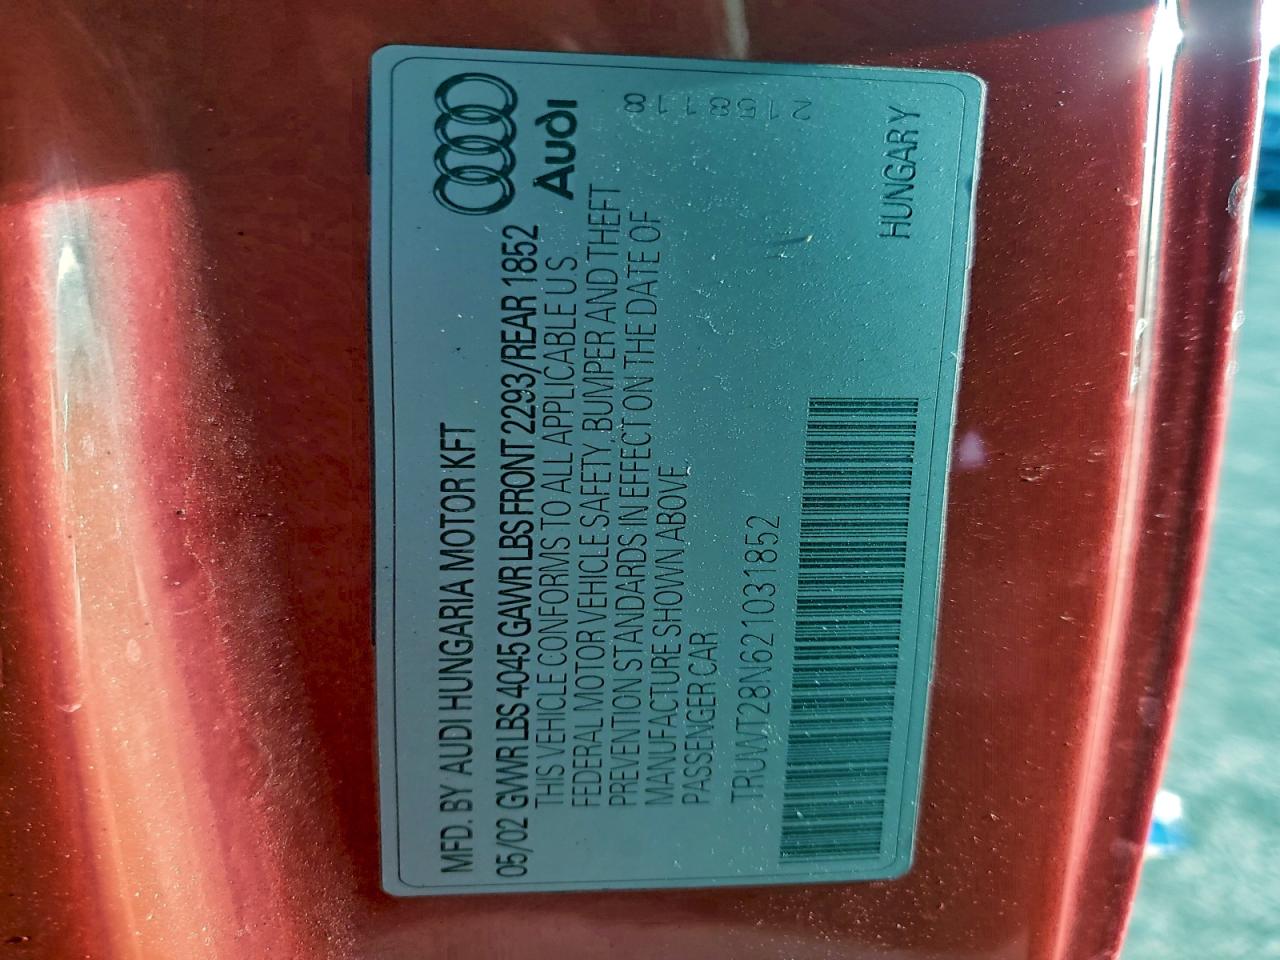 Audi
MFD. BY AUDI HUNGARIA MOTOR KFT
05/02 GVWR LBS 4045 GAWR LBS FRONT 2293/REAR 1852
THIS VEHICLE CONFORMS TO ALL APPLICABLE U.S.
FEDERAL MOTOR VEHICLE SAFETY, BUMPER AND THEFT
PREVENTION STANDARDS IN EFFECT ON THE DATE OF
MANUFACTURE SHOWN ABOVE
PASSENGER CAR
TRUWT28N621031852
HUNGARY
2158118